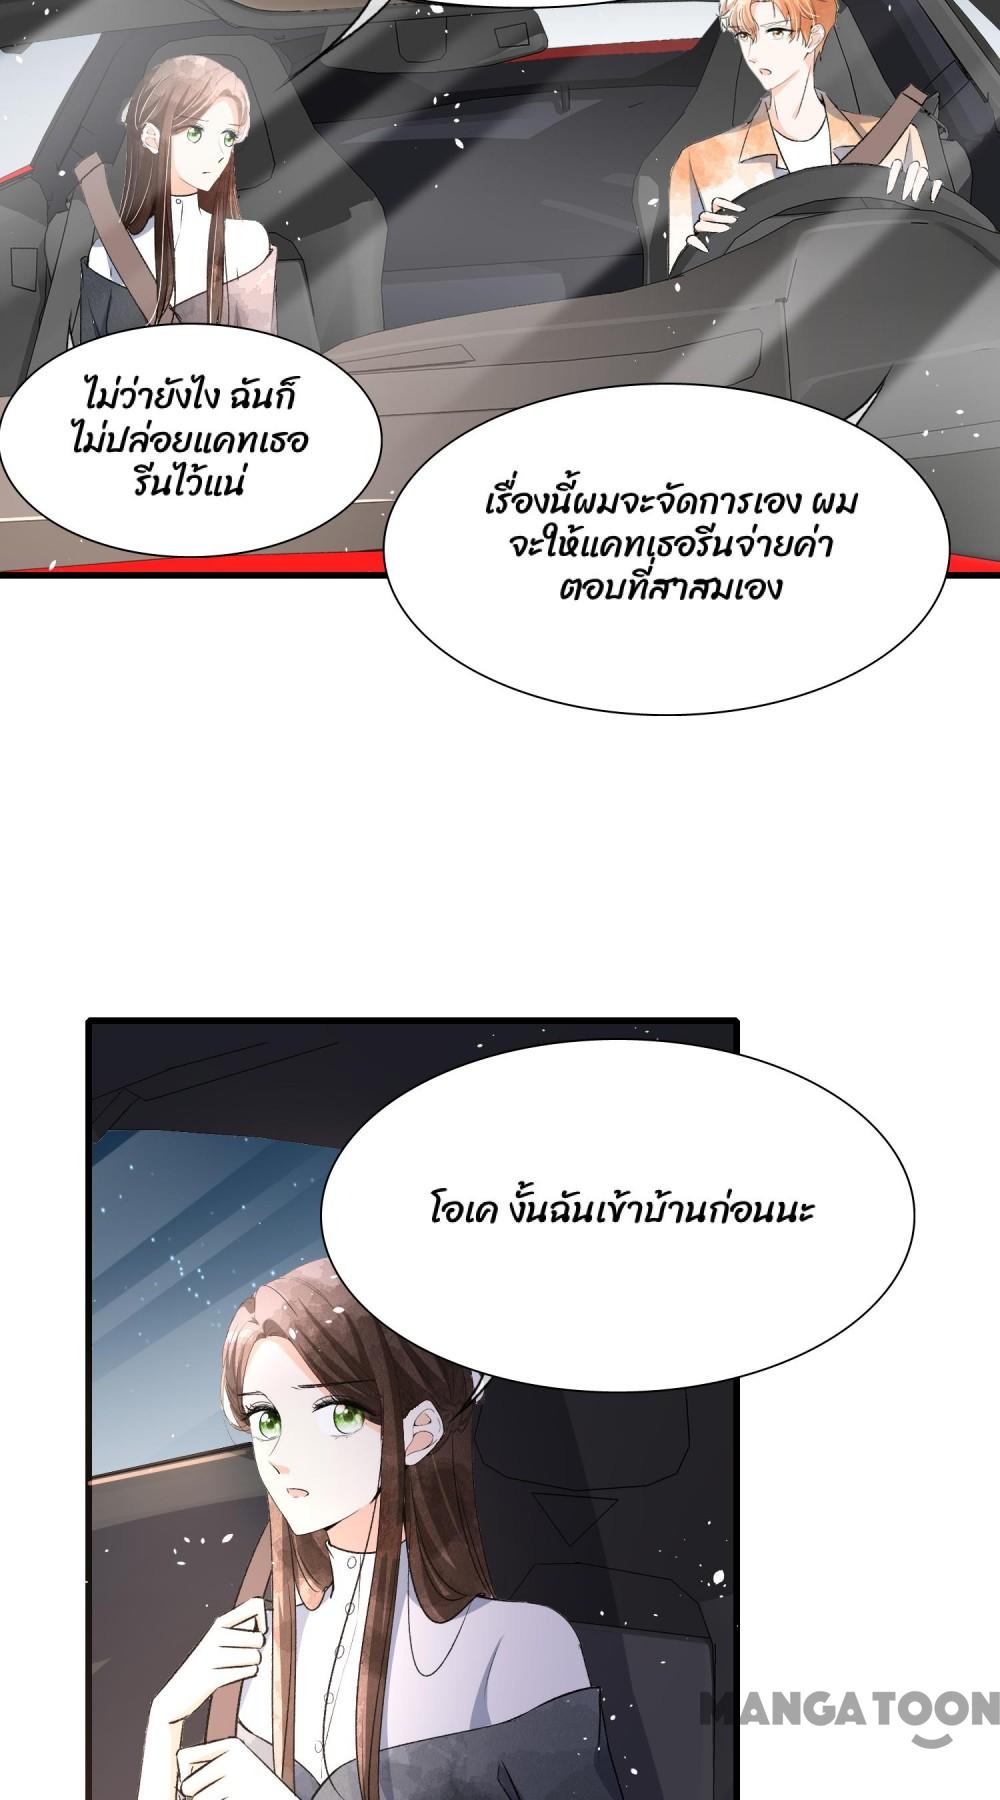 ไม่ว่ายังไง ฉันก็
ไม่ปล่อยแคทเธอ
รีนไว้แน่
เรื่องนี้ผมจะจัดการเอง ผม
จะให้แคทเธอรีนจ่ายค่า
ตอบที่สาสมเอง
โอเค งั้นฉันเข้าบ้านก่อนนะ
MANGATOON